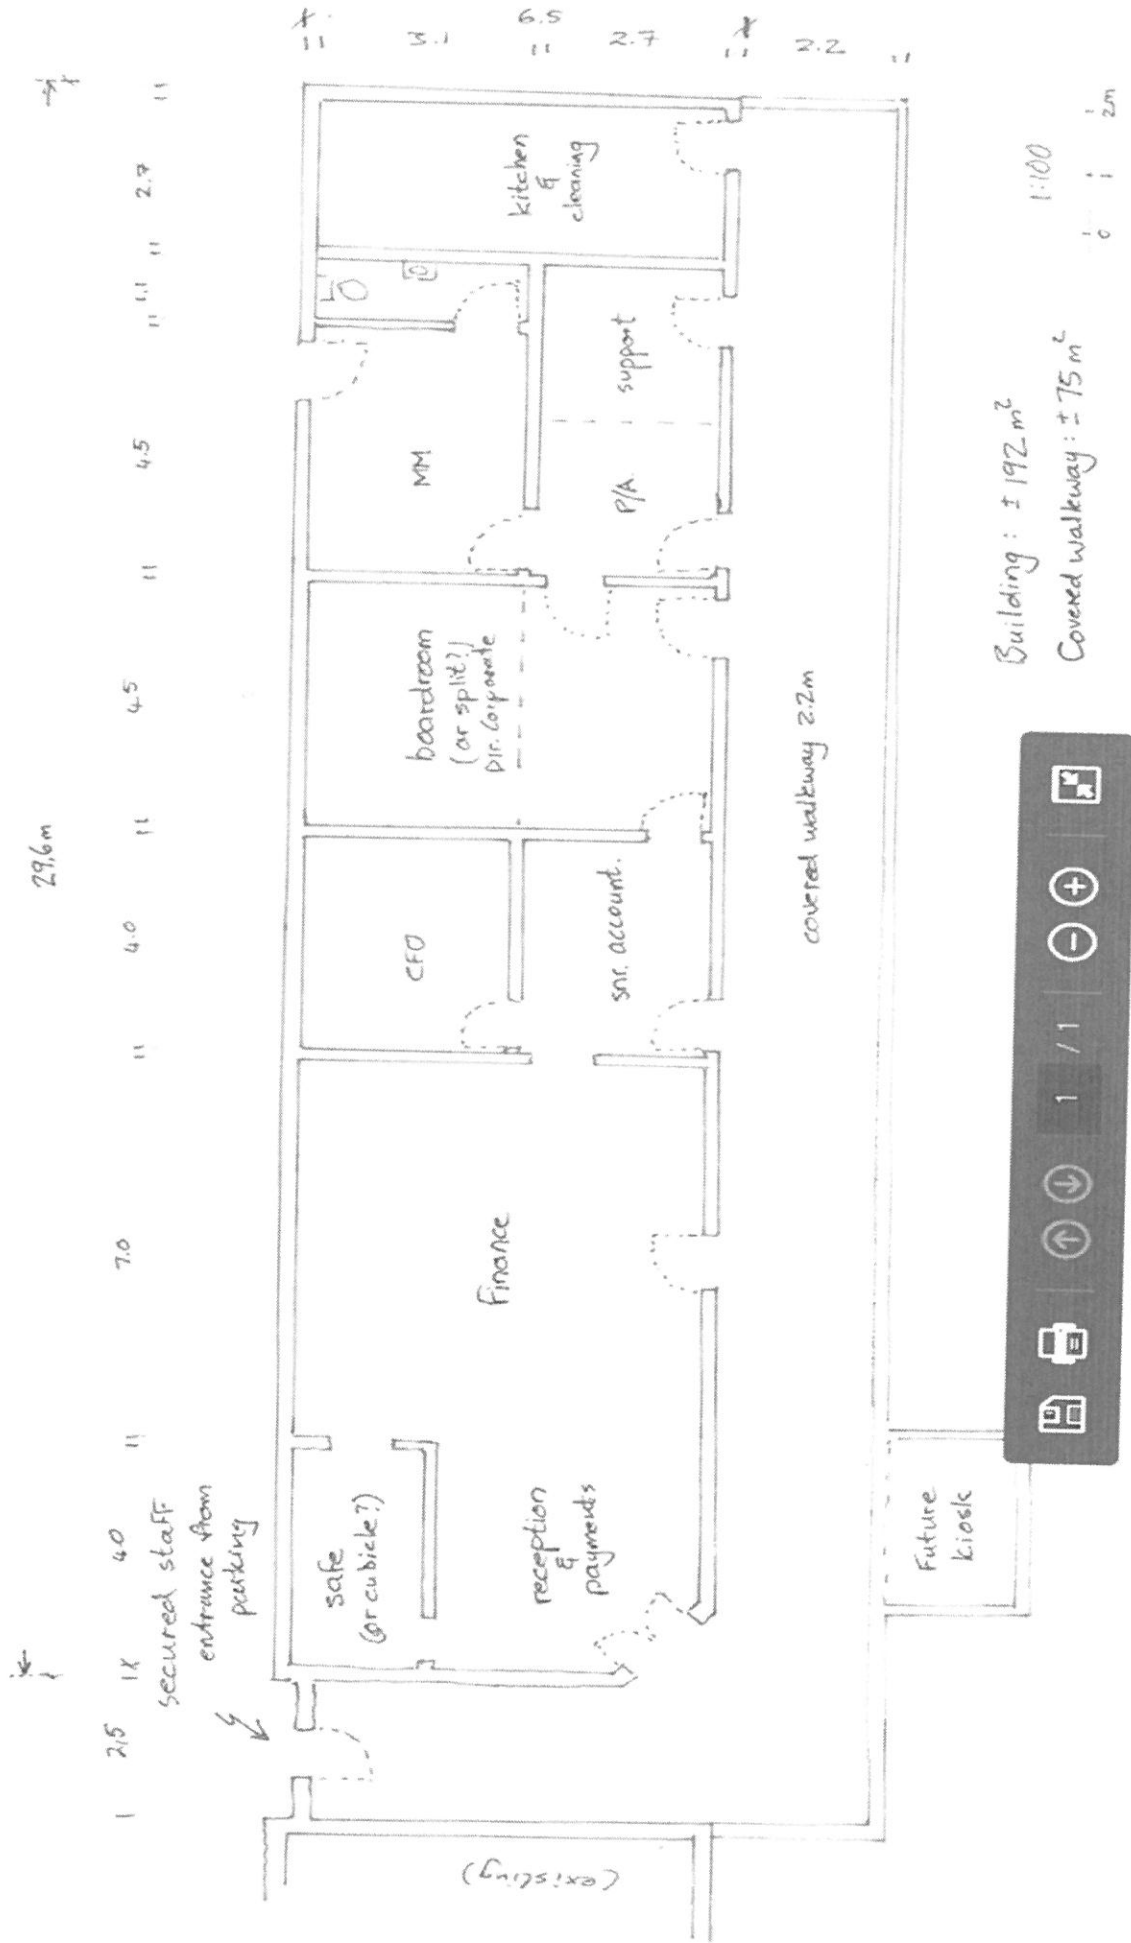 29.6m
2.5
4.0
7.0
4.0
4.5
4.5
1.1
2.7
3.1
6.5
2.7
2.2
secured staff
entrance from
parking
safe
(or cubicle?)
reception
&
payments
Finance
CFO
snr. account.
boardroom
(or split?)
Dir. Corporate
MM
P/A
support
kitchen
&
cleaning
covered walkway 2.2m
(existing)
Future
kiosk
Building: ± 192 m²
Covered walkway: ± 75 m²
1:100
0 1 2m
1 / 1